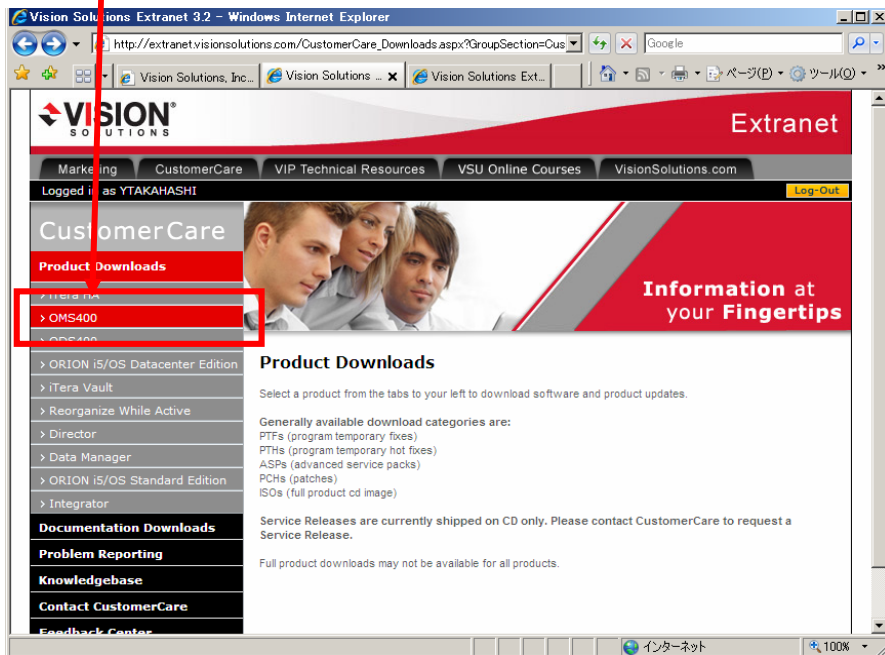 Vision Solutions Extranet 3.2 - Windows Internet Explorer
http://extranet.visionsolutions.com/CustomerCare_Downloads.aspx?GroupSection=Cus
Google
Vision Solutions, Inc...
Vision Solutions ...
Vision Solutions Ext...
ページ(P)
ツール(O)
VISION®
SOLUTIONS
Extranet
Marketing
CustomerCare
VIP Technical Resources
VSU Online Courses
VisionSolutions.com
Logged in as YTAKAHASHI
Log-Out
CustomerCare
Information at
your Fingertips
Product Downloads
> iTera HA
> OMS400
> ODS400
> ORION i5/OS Datacenter Edition
> iTera Vault
> Reorganize While Active
> Director
> Data Manager
> ORION i5/OS Standard Edition
> Integrator
Documentation Downloads
Problem Reporting
Knowledgebase
Contact CustomerCare
Feedback Center
Product Downloads
Select a product from the tabs to your left to download software and product updates.
Generally available download categories are:
PTFs (program temporary fixes)
PTHs (program temporary hot fixes)
ASPs (advanced service packs)
PCHs (patches)
ISOs (full product cd image)
Service Releases are currently shipped on CD only. Please contact CustomerCare to request a
Service Release.
Full product downloads may not be available for all products.
インターネット
100%